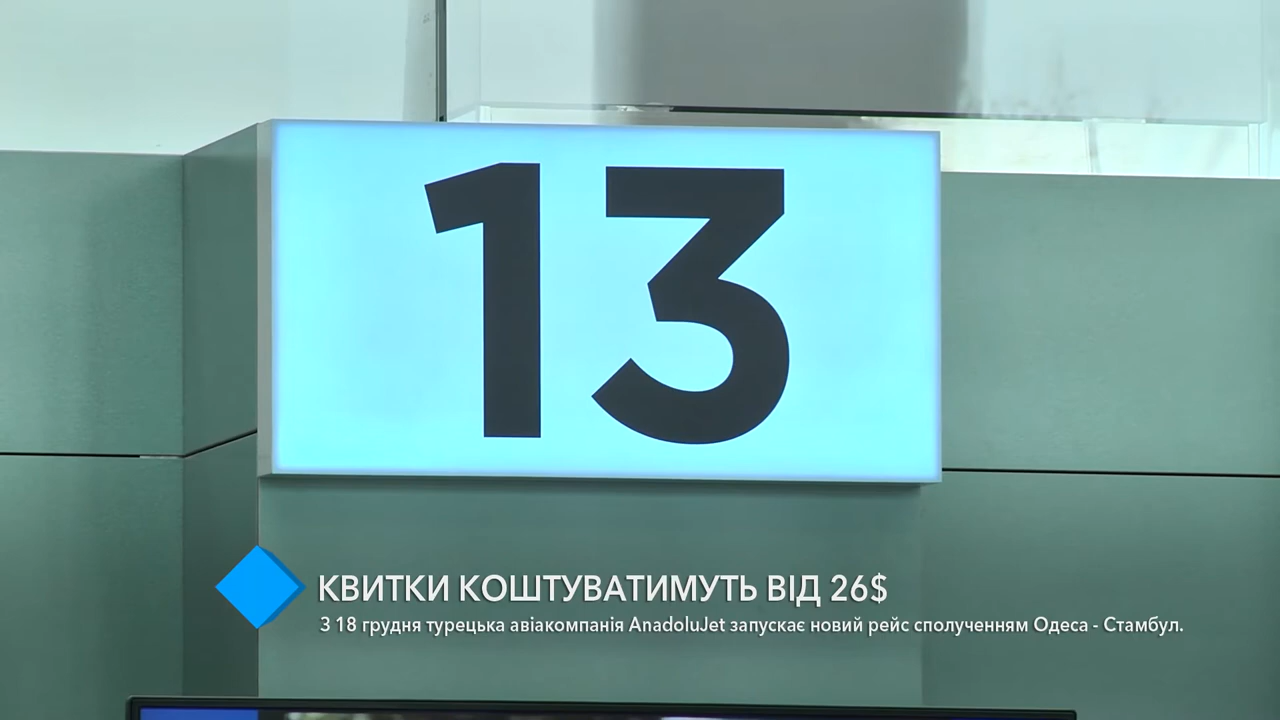 13
КВИТКИ КОШТУВАТИМУТЬ ВІД 26$
З 18 грудня турецька авіакомпанія AnadoluJet запускає новий рейс сполученням Одеса - Стамбул.